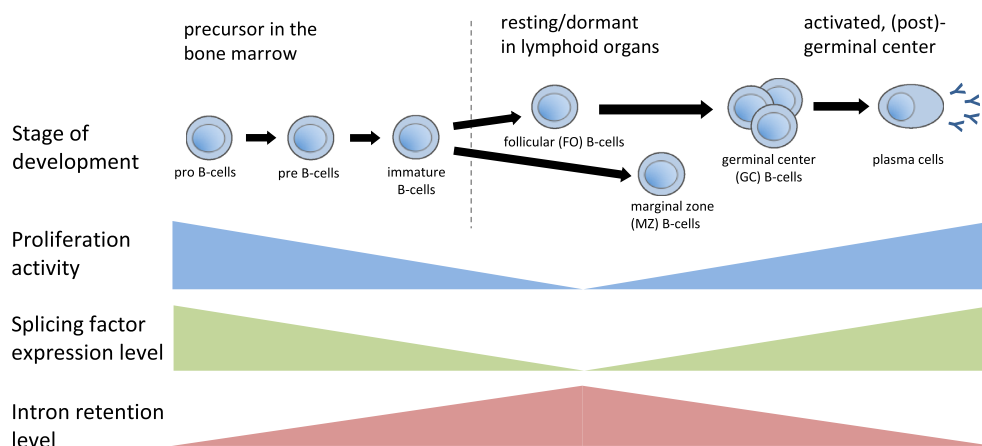 precursor in the
bone marrow
resting/dormant
in lymphoid organs
activated, (post)-
germinal center
Stage of
development
pro B-cells
pre B-cells
immature
B-cells
follicular (FO) B-cells
marginal zone
(MZ) B-cells
germinal center
(GC) B-cells
plasma cells
Proliferation
activity
Splicing factor
expression level
Intron retention
level